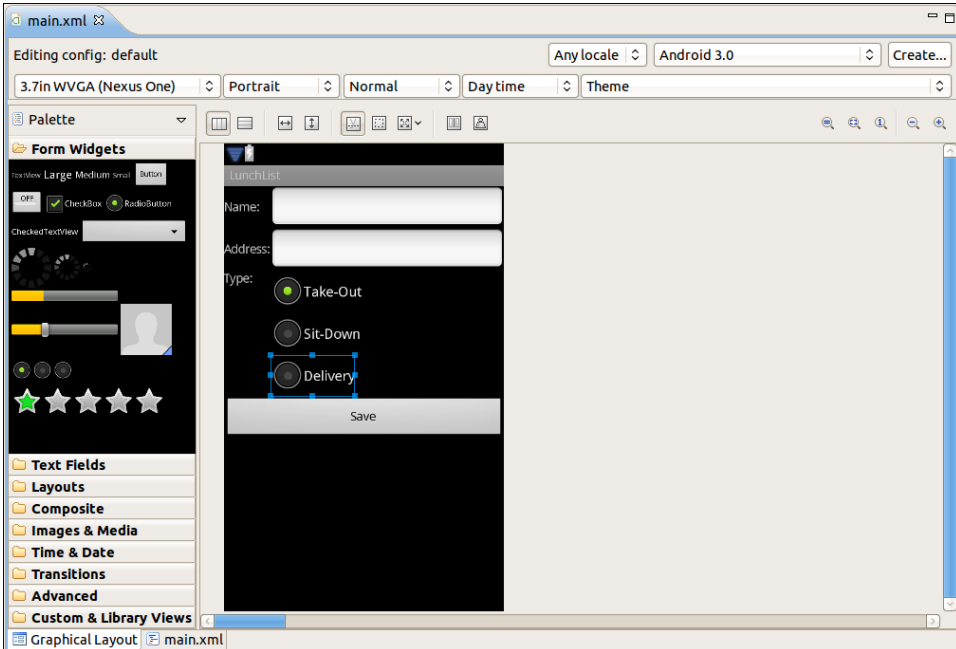 main.xml
Editing config: default
Any locale
Android 3.0
Create...
3.7in WVGA (Nexus One)
Portrait
Normal
Day time
Theme
Palette
Form Widgets
TextView Large Medium Small Button
OFF CheckBox RadioButton
CheckedTextView
Text Fields
Layouts
Composite
Images & Media
Time & Date
Transitions
Advanced
Custom & Library Views
LunchList
Name:
Address:
Type:
Take-Out
Sit-Down
Delivery
Save
Graphical Layout
main.xml